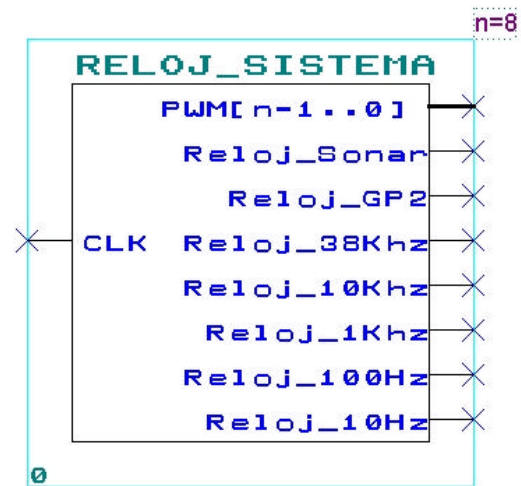 n=8
RELOJ_SISTEMA
PWM[n-1..0]
Reloj_Sonar
Reloj_GP2
CLK Reloj_38Khz
Reloj_10Khz
Reloj_1Khz
Reloj_100Hz
Reloj_10Hz
0